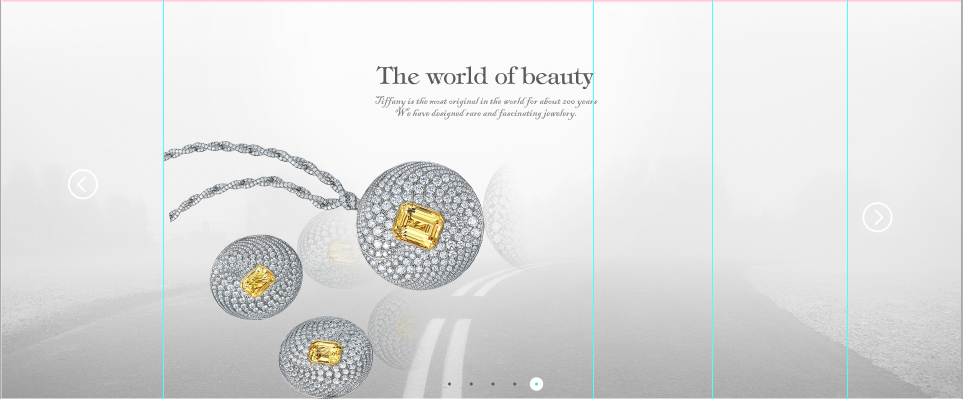 The world of beauty
Tiffany is the most original in the world for about 200 years
We have designed rare and fascinating jewelery.